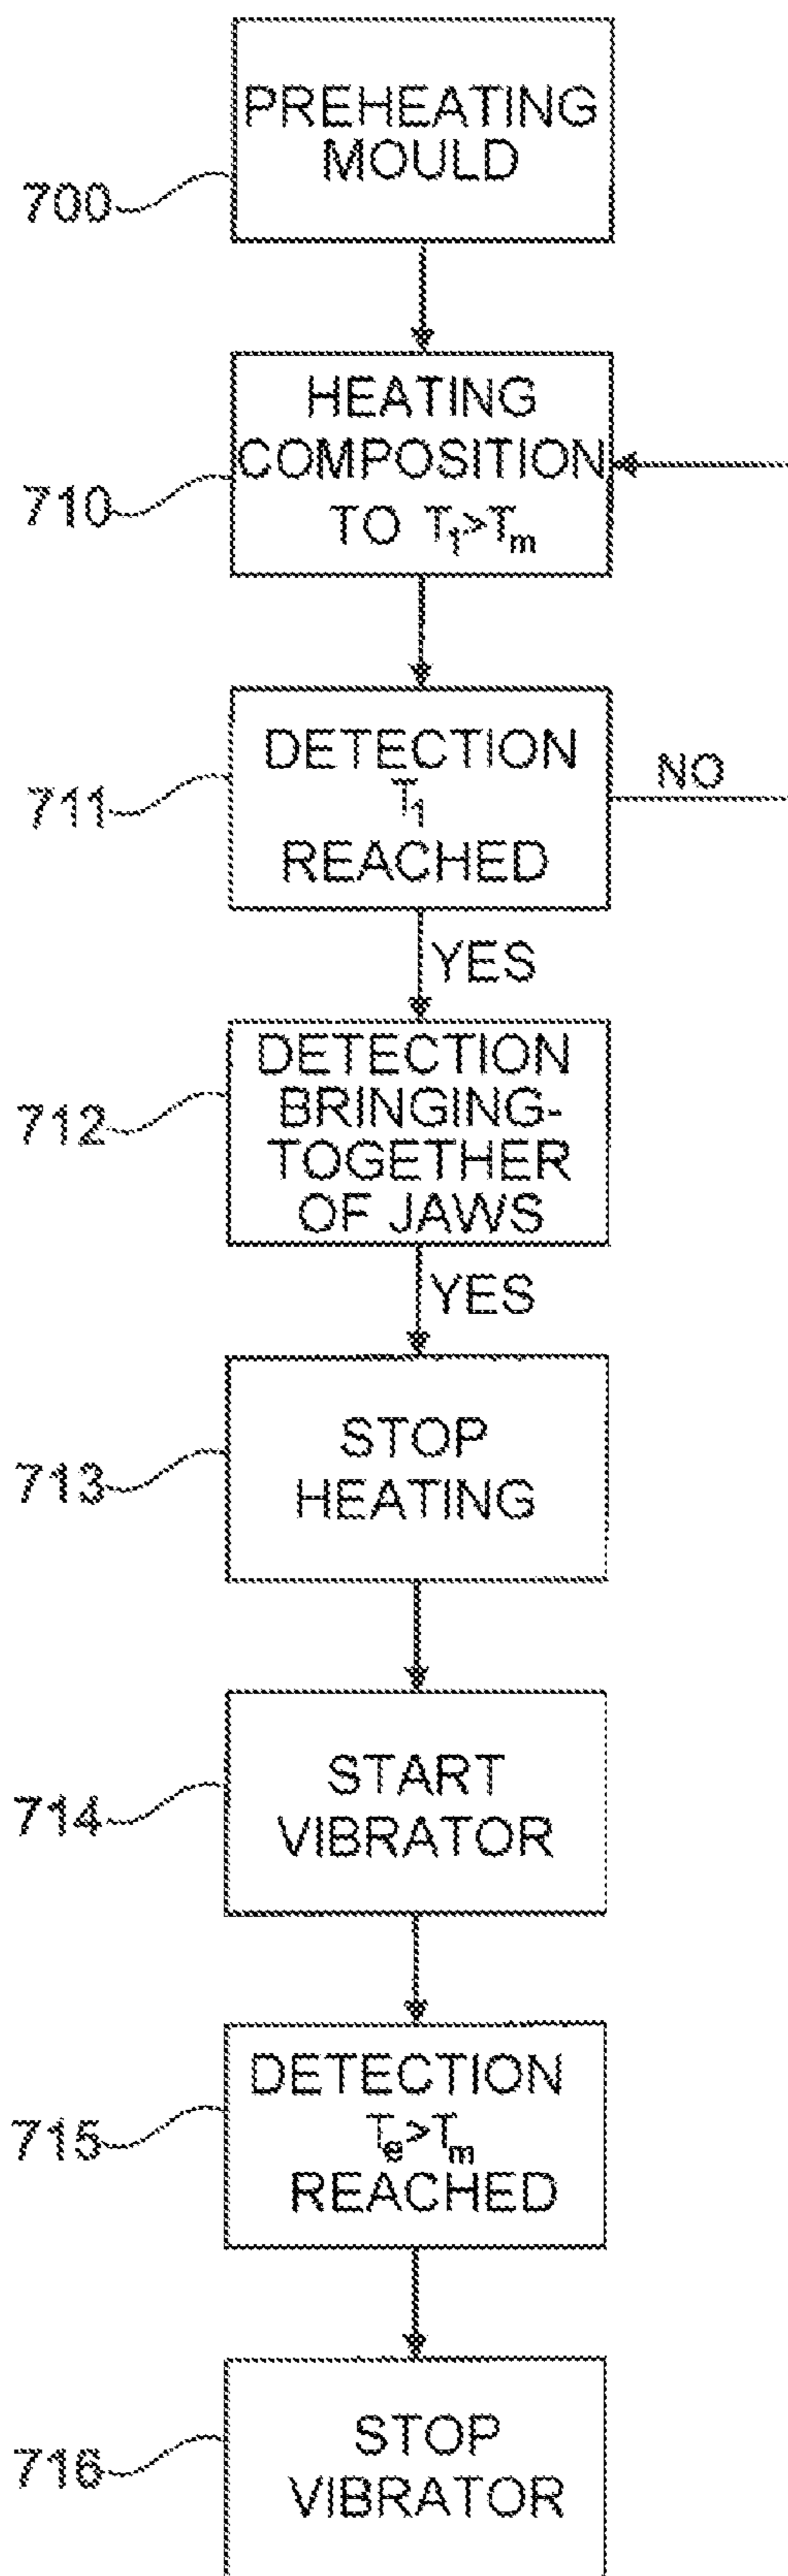 PREHEATING
MOULD
700
HEATING
COMPOSITION
TO T₁>Tₘ
710
DETECTION
T₁
REACHED
711
NO
YES
DETECTION
BRINGING-
TOGETHER
OF JAWS
712
YES
STOP
HEATING
713
START
VIBRATOR
714
DETECTION
Tₑ>Tₘ
REACHED
715
STOP
VIBRATOR
716